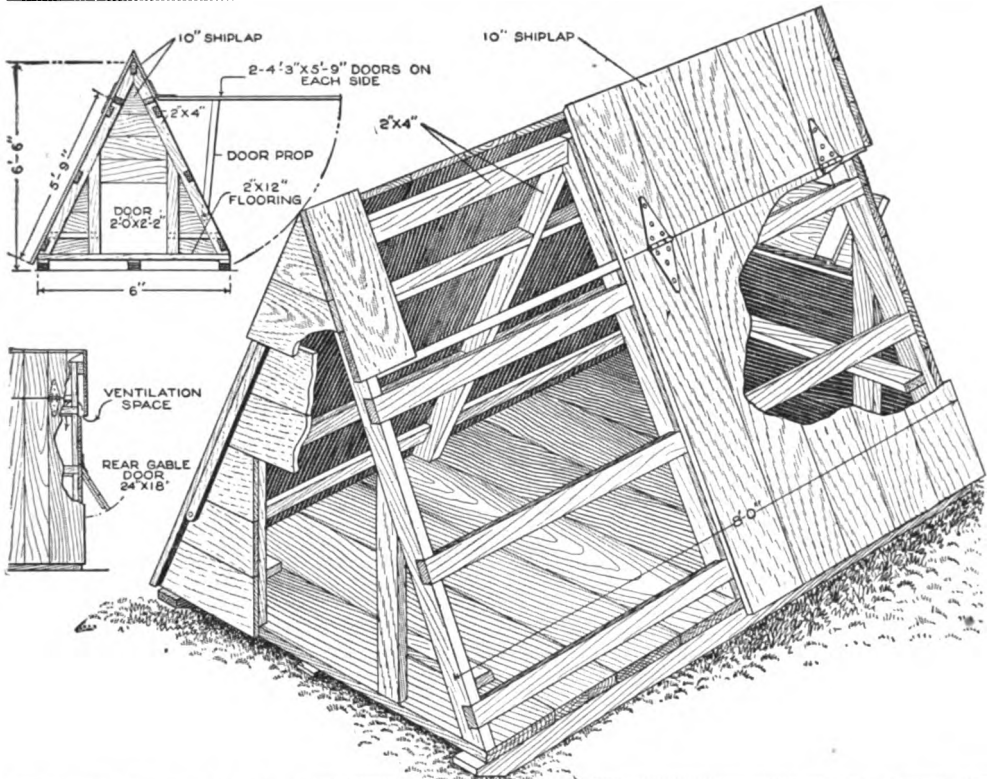 10" SHIPLAP
2-4'-3"X5'-9" DOORS ON
EACH SIDE
2"X4"
6'-6"
5'-9"
DOOR PROP
2"X12"
FLOORING
DOOR
2'-0X2'-2"
6"
10" SHIPLAP
2"X4"
VENTILATION
SPACE
REAR GABLE
DOOR
24"X18"
8'-0"